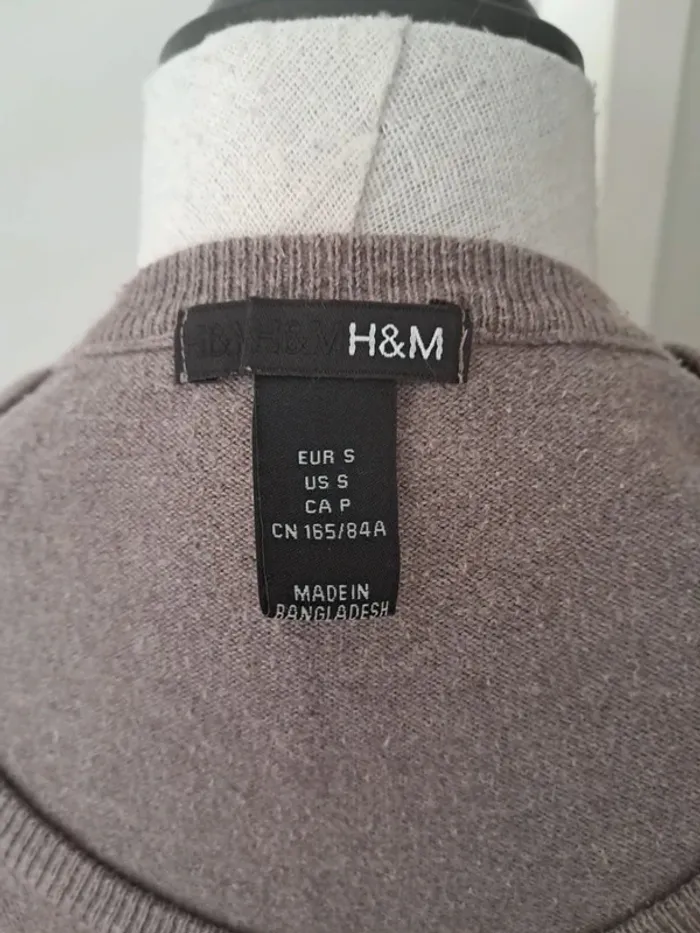 H&M H&M H&M
EUR S
US S
CA P
CN 165/84A
MADE IN
BANGLADESH